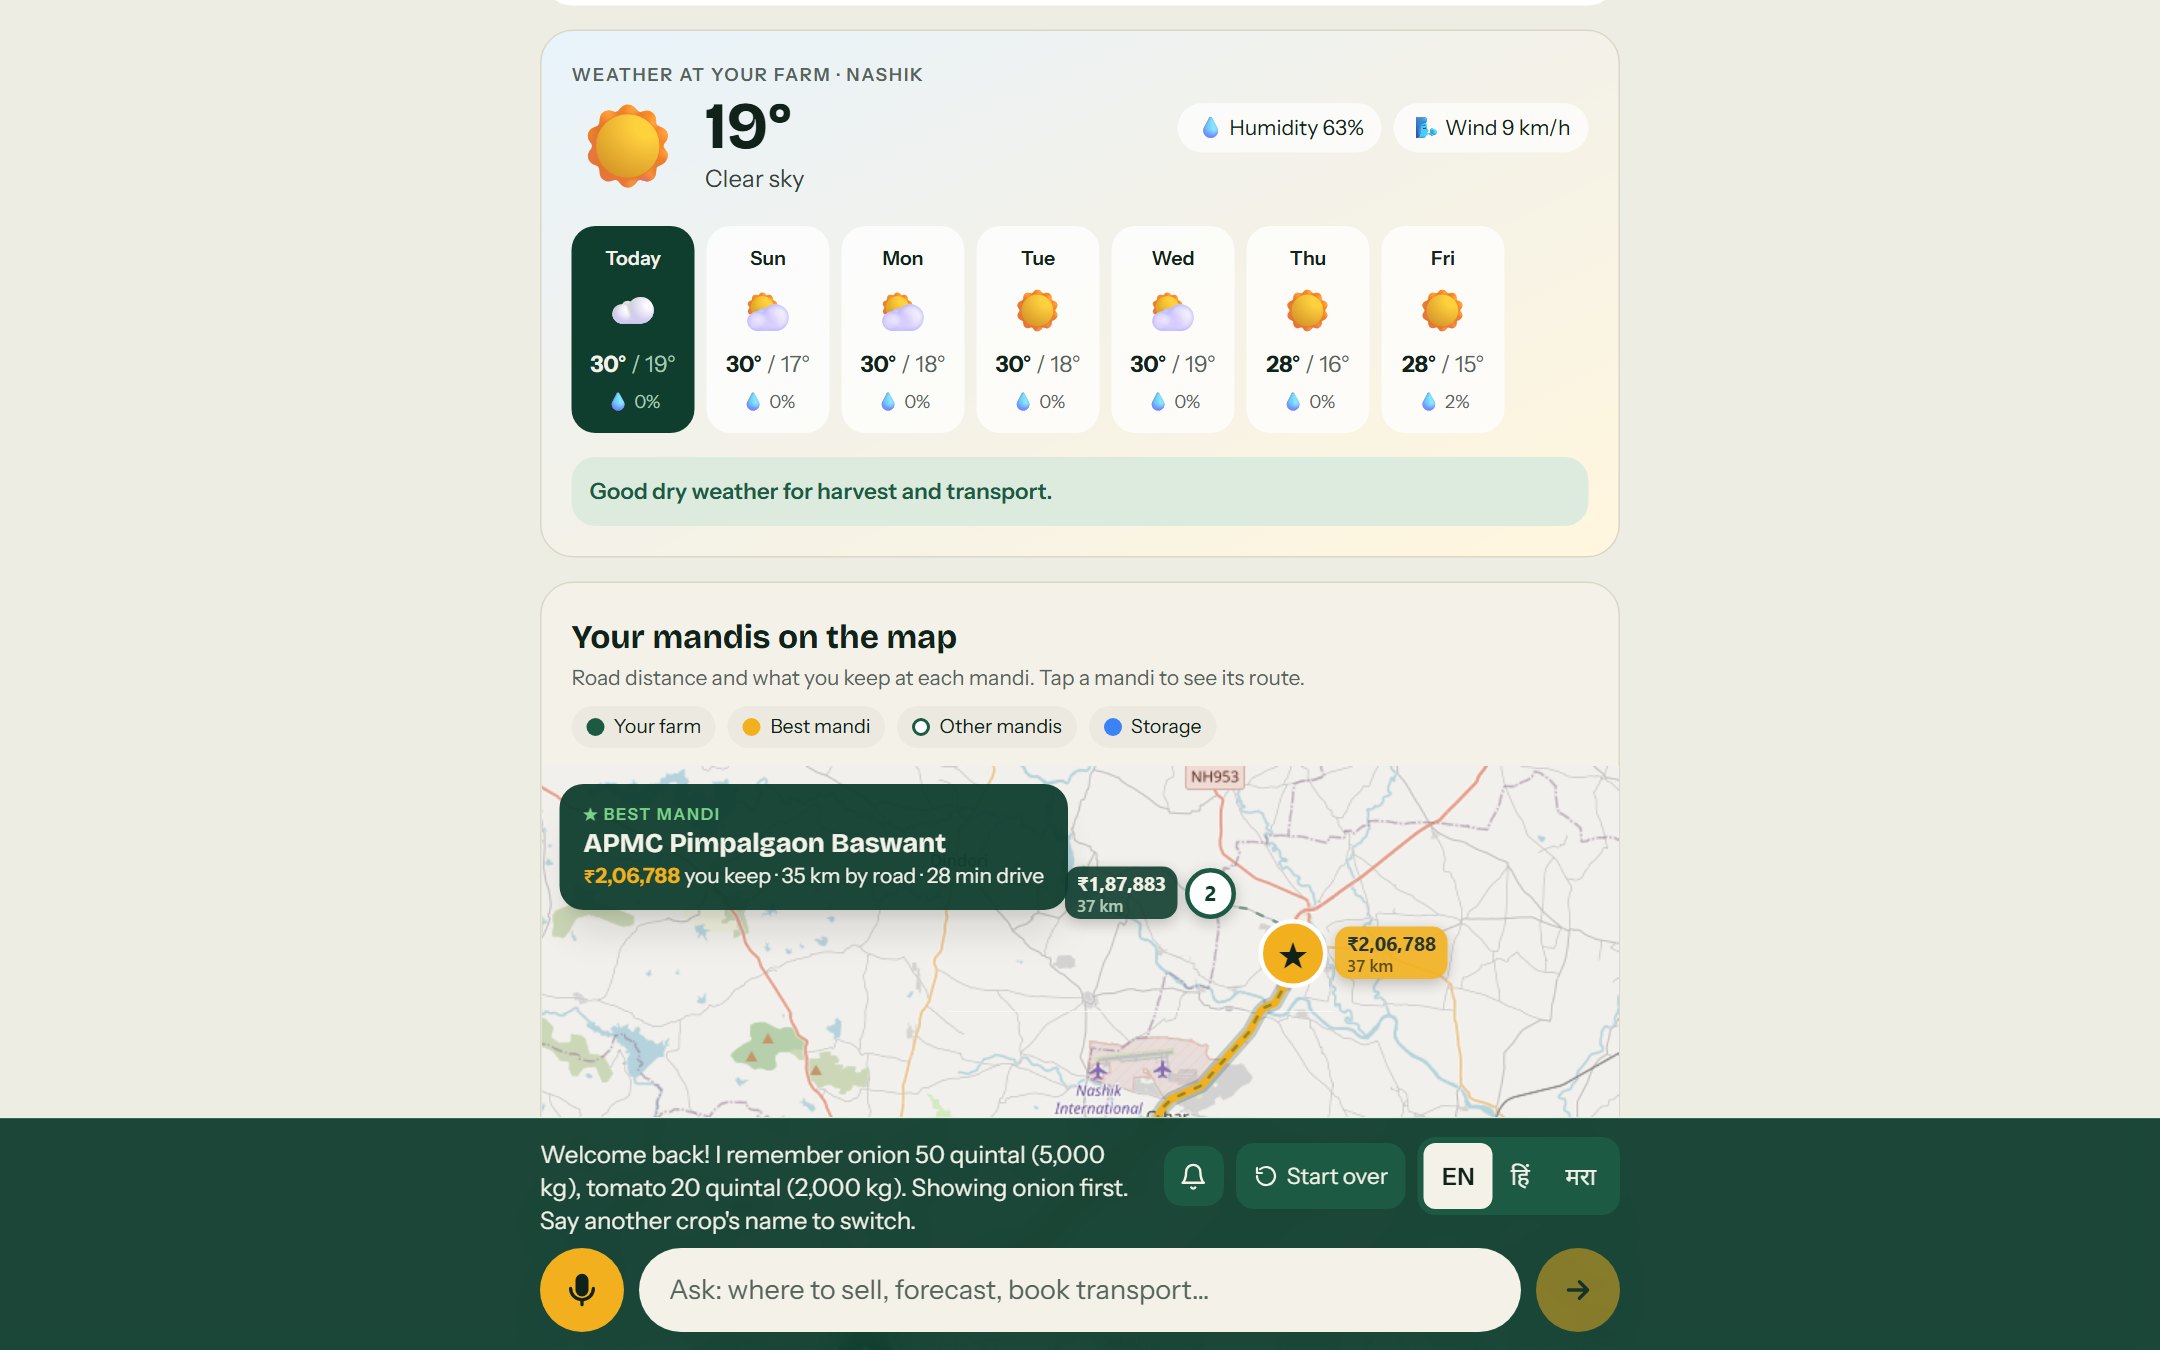 WEATHER AT YOUR FARM · NASHIK
19°
Clear sky
Humidity 63%
Wind 9 km/h
Today
30° / 19°
0%
Sun
30° / 17°
0%
Mon
30° / 18°
0%
Tue
30° / 18°
0%
Wed
30° / 19°
0%
Thu
28° / 16°
0%
Fri
28° / 15°
2%
Good dry weather for harvest and transport.
Your mandis on the map
Road distance and what you keep at each mandi. Tap a mandi to see its route.
Your farm
Best mandi
Other mandis
Storage
NH953
★ BEST MANDI
APMC Pimpalgaon Baswant
₹2,06,788 you keep · 35 km by road · 28 min drive
₹1,87,883
37 km
2
₹2,06,788
37 km
Nashik
International
Welcome back! I remember onion 50 quintal (5,000
kg), tomato 20 quintal (2,000 kg). Showing onion first.
Say another crop's name to switch.
Start over
EN
हिं
मरा
Ask: where to sell, forecast, book transport...